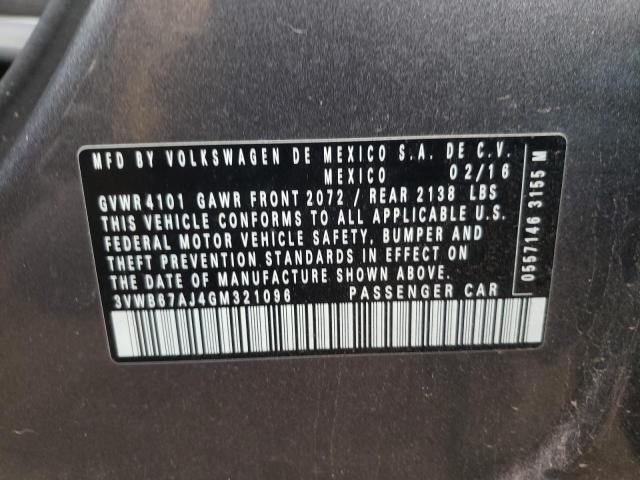 MFD BY VOLKSWAGEN DE MEXICO S.A. DE C.V.
MEXICO 02/16
GVWR4101 GAWR FRONT 2072 / REAR 2138 LBS
THIS VEHICLE CONFORMS TO ALL APPLICABLE U.S.
FEDERAL MOTOR VEHICLE SAFETY, BUMPER AND
THEFT PREVENTION STANDARDS IN EFFECT ON
THE DATE OF MANUFACTURE SHOWN ABOVE.
3VWB67AJ4GM321096 PASSENGER CAR
0557146 3155 M